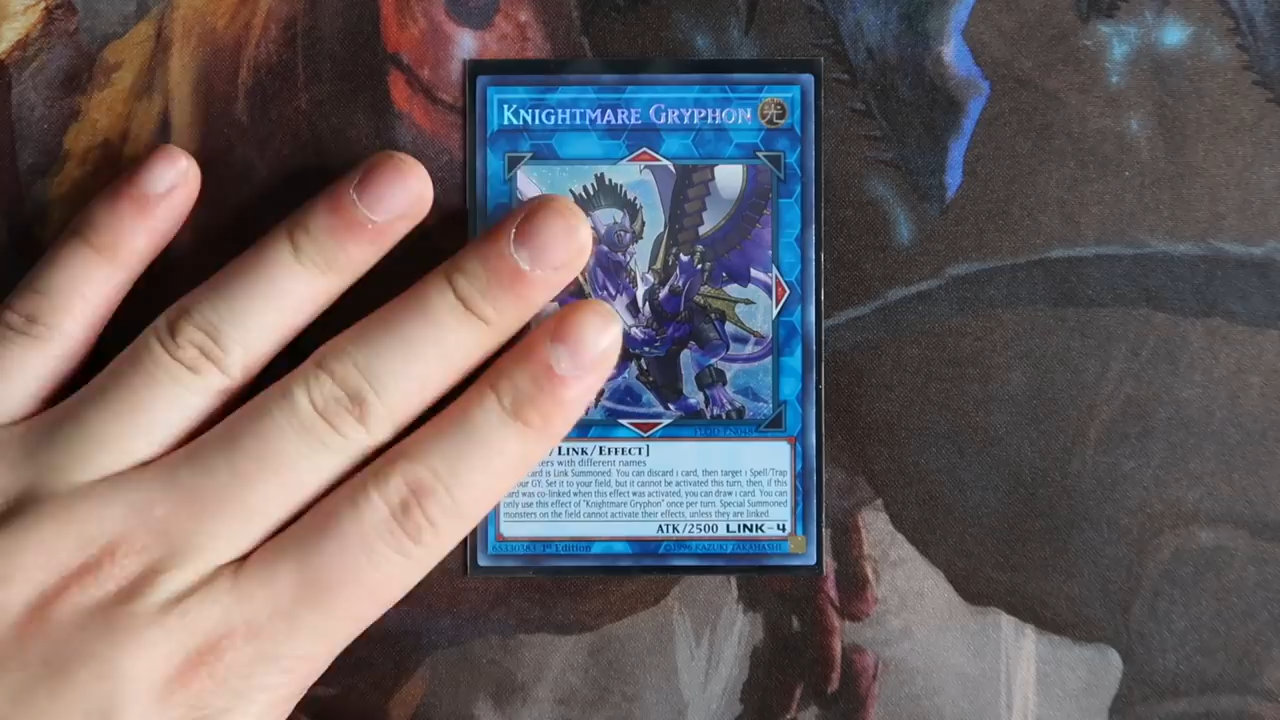 KNIGHTMARE GRYPHON
光
/LINK/EFFECT]
with different names
card is Link Summoned: You can discard 1 card, then target 1 Spell/Trap
your GY; Set it to your field, but it cannot be activated this turn, then, if this
card was co-linked when this effect was activated, you can draw 1 card. You can
only use this effect of "Knightmare Gryphon" once per turn. Special Summoned
monsters on the field cannot activate their effects, unless they are linked.
ATK/2500 LINK-4
65330383 1st Edition ©1996 KAZUKI TAKAHASHI